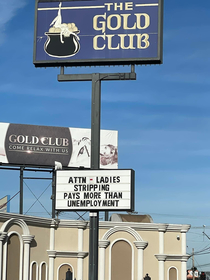 THE
GOLD
CLUB
GOLD CLUB
COME RELAX WITH US
ATTN - LADIES
STRIPPING
PAYS MORE THAN
UNEMPLOYMENT